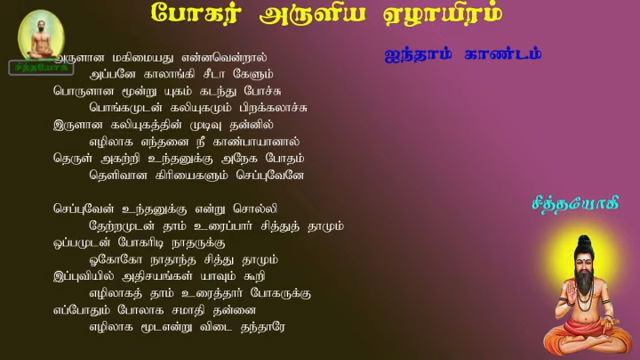 போகர் அருளிய ஏழாயிரம்
ஐந்தாம் காண்டம்
சித்தயோகி
அருளான மகிமையது என்னவென்றால்
அப்பனே காலாங்கி சீடா கேளும்
பொருளான மூன்று யுகம் கடந்து போச்சு
பொங்கமுடன் கலியுகமும் பிறக்கலாச்சு
இருளான கலியுகத்தின் முடிவு தன்னில்
எழிலாக எந்தனை நீ காண்பாயானால்
தெருள் அகற்றி உந்தனுக்கு அநேக போதம்
தெளிவான கிரியைகளும் செப்புவேனே
செப்புவேன் உந்தனுக்கு என்று சொல்லி
தேற்றமுடன் தாம் உரைப்பார் சித்துத் தாமும்
ஒப்பமுடன் போகரிடி நாதருக்கு
ஓகோகோ நாதாந்த சித்து தாமும்
இப்புவியில் அதிசயங்கள் யாவும் கூறி
எழிலாகத் தாம் உரைத்தார் போகருக்கு
எப்போதும் போலாக சமாதி தன்னை
எழிலாக மூடஎன்று விடை தந்தாரே
சித்தயோகி